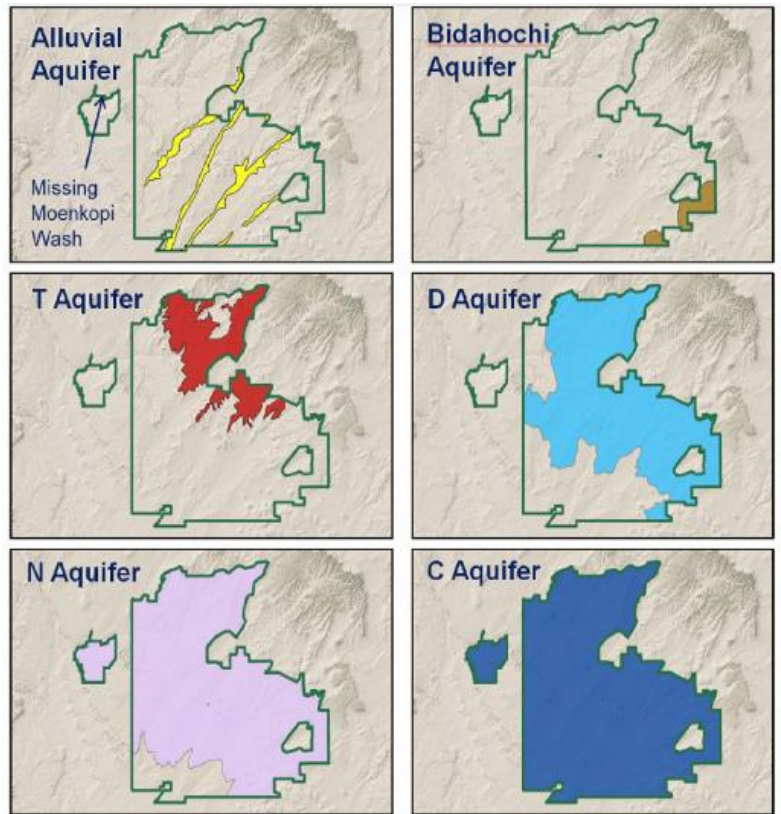 Alluvial
Aquifer
Missing
Moenkopi
Wash
Bidahochi
Aquifer
T Aquifer
D Aquifer
N Aquifer
C Aquifer